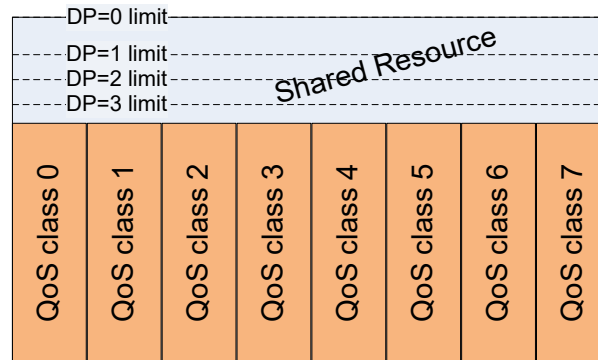 DP=0 limit
DP=1 limit
DP=2 limit
DP=3 limit
Shared Resource
QoS class 0
QoS class 1
QoS class 2
QoS class 3
QoS class 4
QoS class 5
QoS class 6
QoS class 7